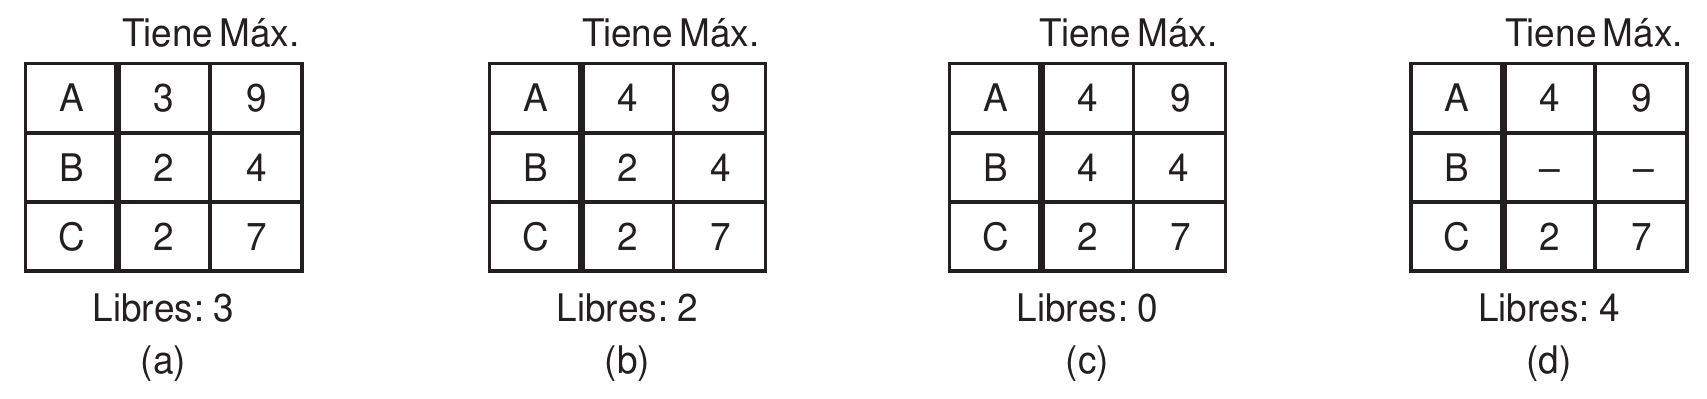 Tiene Máx.
A 3 9
B 2 4
C 2 7
Libres: 3
(a)
Tiene Máx.
A 4 9
B 2 4
C 2 7
Libres: 2
(b)
Tiene Máx.
A 4 9
B 4 4
C 2 7
Libres: 0
(c)
Tiene Máx.
A 4 9
B – –
C 2 7
Libres: 4
(d)